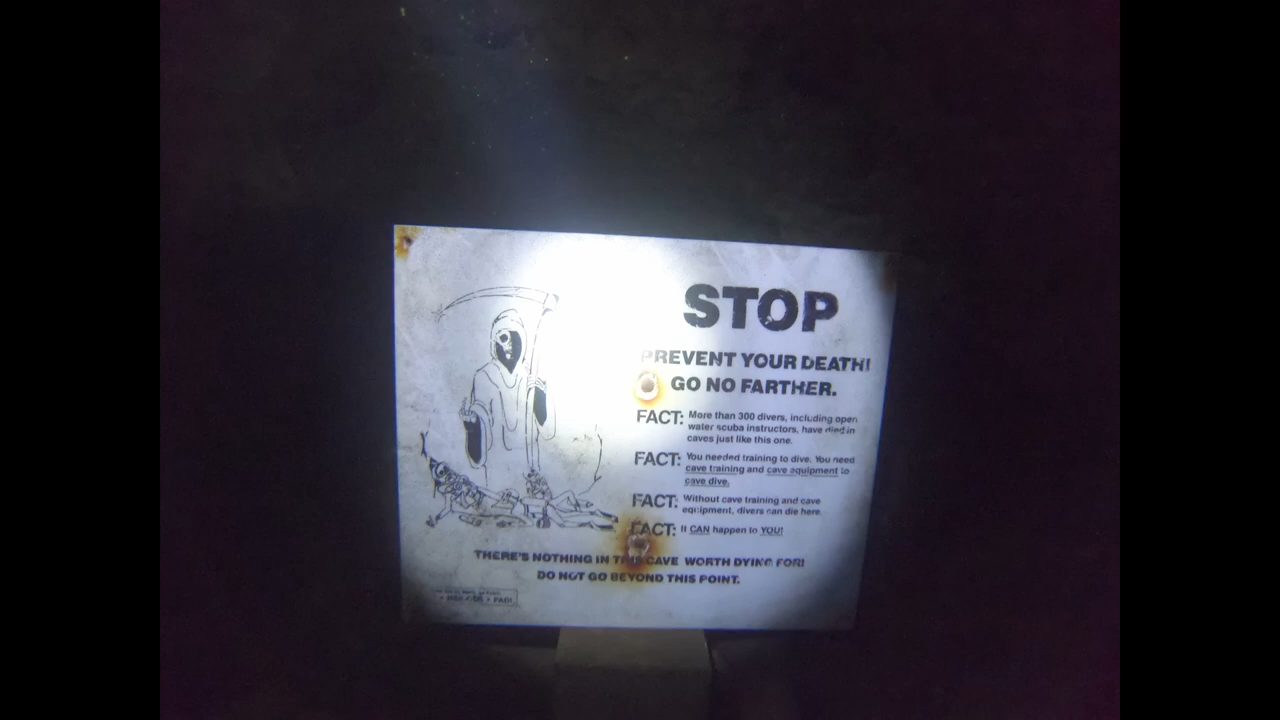 STOP
PREVENT YOUR DEATH!
GO NO FARTHER.
FACT: More than 300 divers, including open
water scuba instructors, have died in
caves just like this one.
FACT: You needed training to dive. You need
cave training and cave equipment to
cave dive.
FACT: Without cave training and cave
equipment, divers can die here.
FACT: It CAN happen to YOU!
THERE'S NOTHING IN THIS CAVE WORTH DYING FOR!
DO NOT GO BEYOND THIS POINT.
PADI